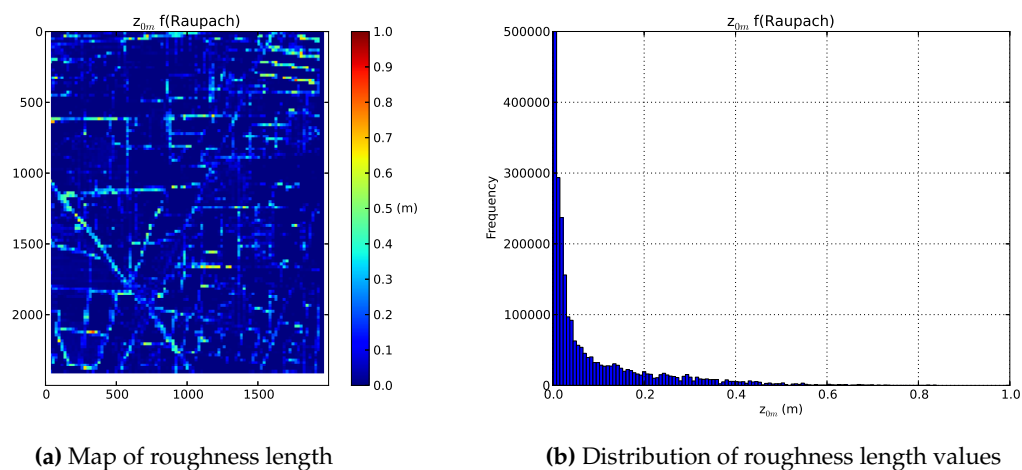 z0m f(Raupach)
0
500
1000
1500
2000
0 500 1000 1500
1.0
0.9
0.8
0.7
0.6
0.5 (m)
0.4
0.3
0.2
0.1
0.0
(a) Map of roughness length
z0m f(Raupach)
500000
400000
300000
200000
100000
0
Frequency
0.0 0.2 0.4 0.6 0.8 1.0
z0m (m)
(b) Distribution of roughness length values